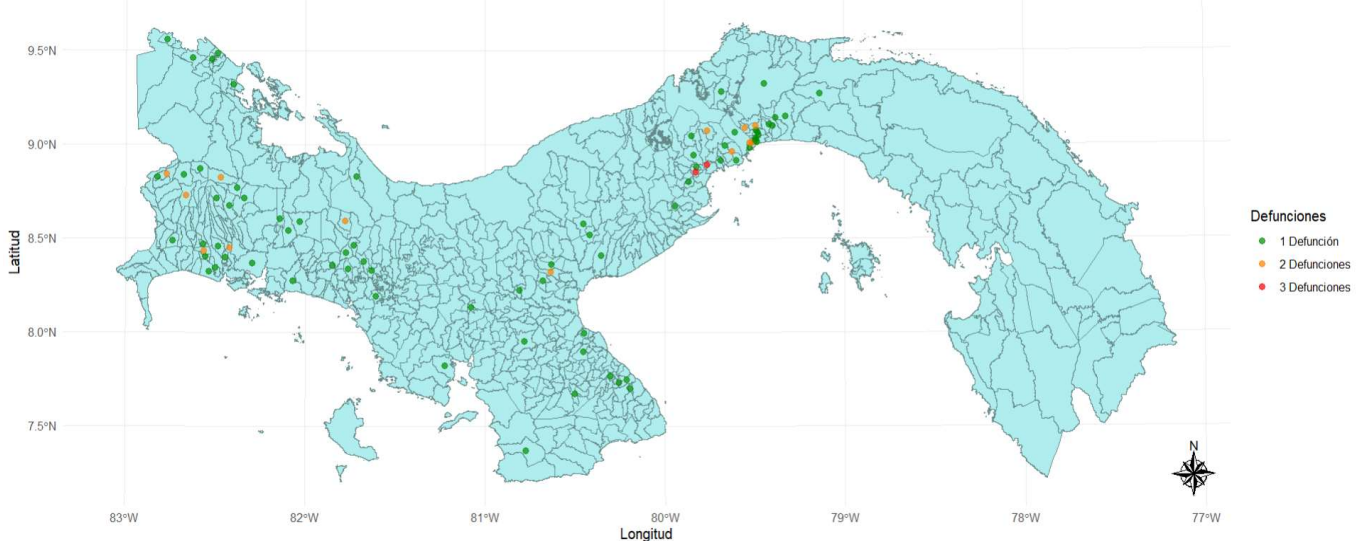 9.5°N
9.0°N
8.5°N
8.0°N
7.5°N
Latitud
83°W 82°W 81°W 80°W 79°W 78°W 77°W
Longitud
N
Defunciones
1 Defunción
2 Defunciones
3 Defunciones